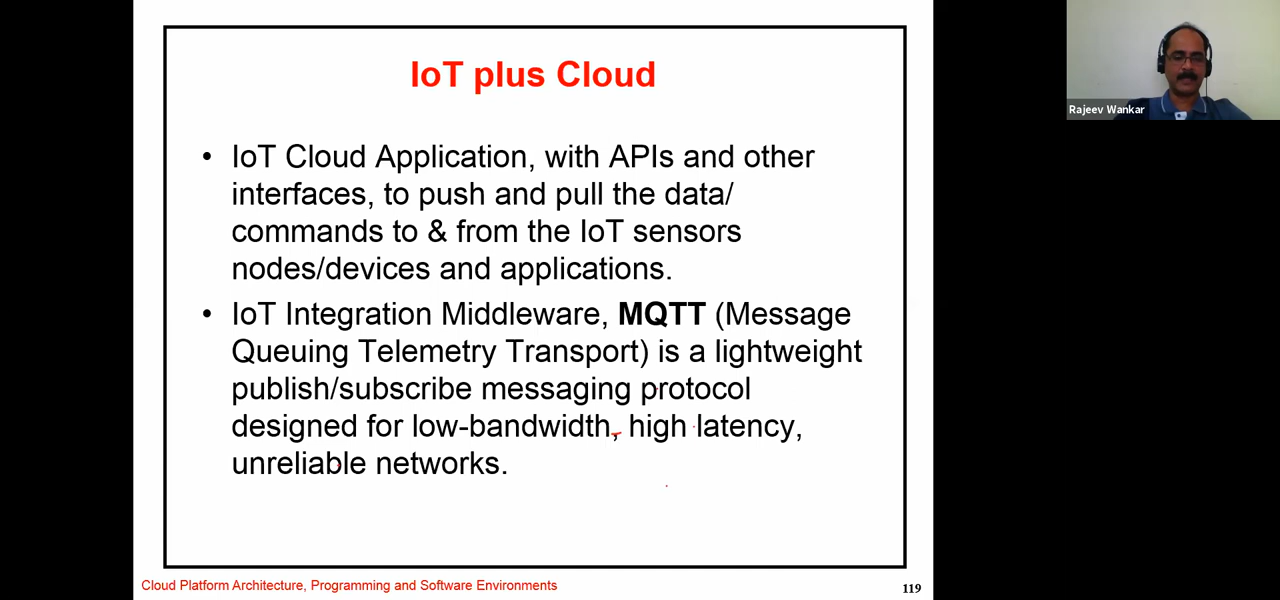 IoT plus Cloud
Rajeev Wankar
• IoT Cloud Application, with APIs and other
interfaces, to push and pull the data/
commands to & from the IoT sensors
nodes/devices and applications.
• IoT Integration Middleware, MQTT (Message
Queuing Telemetry Transport) is a lightweight
publish/subscribe messaging protocol
designed for low-bandwidth, high latency,
unreliable networks.
Cloud Platform Architecture, Programming and Software Environments
119